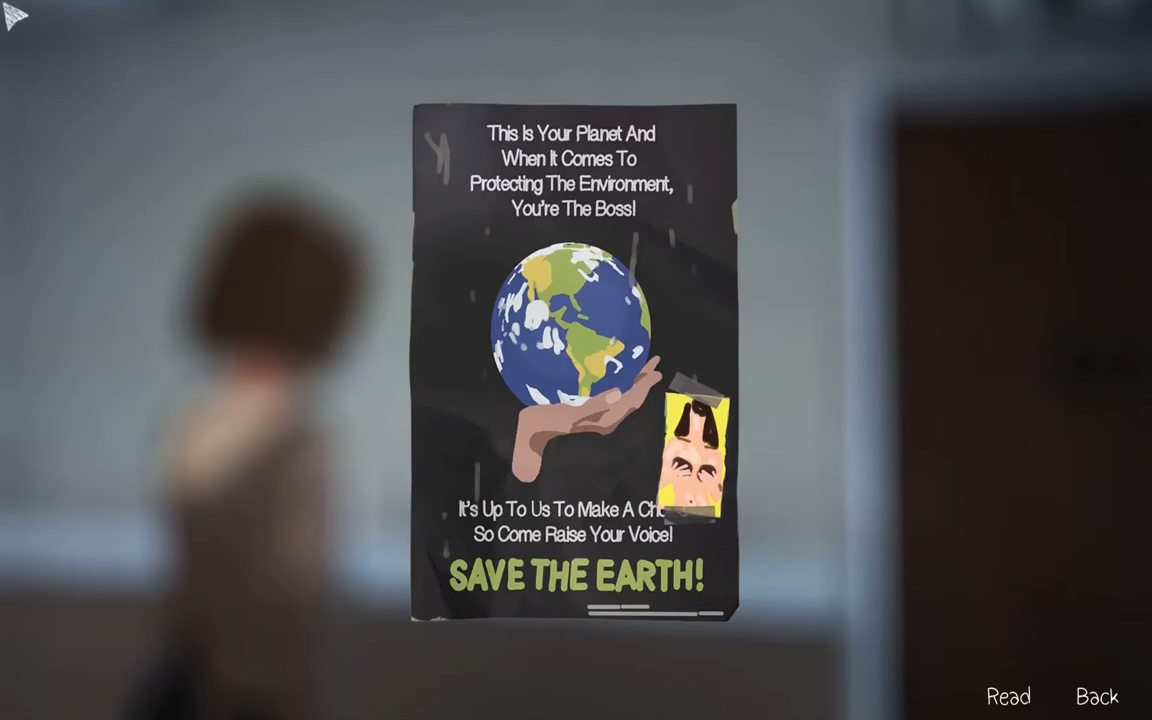 This Is Your Planet And
When It Comes To
Protecting The Environment,
You're The Boss!
It's Up To Us To Make A
So Come Raise Your Voice!
SAVE THE EARTH!
Read
Back